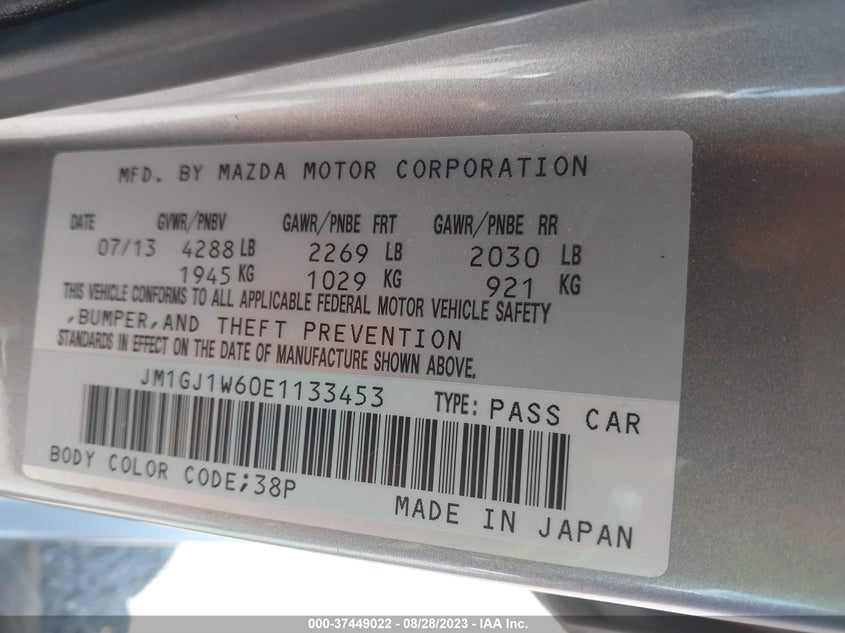 MFD. BY MAZDA MOTOR CORPORATION
DATE GVWR/PNBV GAWR/PNBE FRT GAWR/PNBE RR
07/13 4288 LB 2269 LB 2030 LB
1945 KG 1029 KG 921 KG
THIS VEHICLE CONFORMS TO ALL APPLICABLE FEDERAL MOTOR VEHICLE SAFETY
,BUMPER,AND THEFT PREVENTION
STANDARDS IN EFFECT ON THE DATE OF MANUFACTURE SHOWN ABOVE.
JM1GJ1W60E1133453 TYPE: PASS CAR
BODY COLOR CODE;38P
MADE IN JAPAN
000-37449022 - 08/28/2023 - IAA Inc.